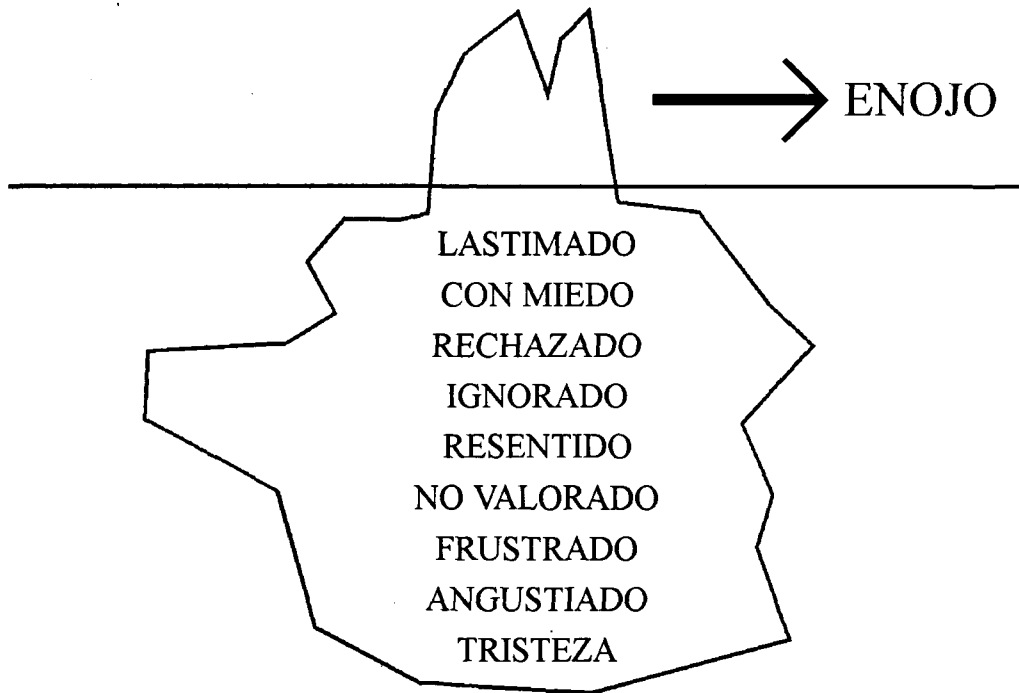 ENOJO
LASTIMADO
CON MIEDO
RECHAZADO
IGNORADO
RESENTIDO
NO VALORADO
FRUSTRADO
ANGUSTIADO
TRISTEZA